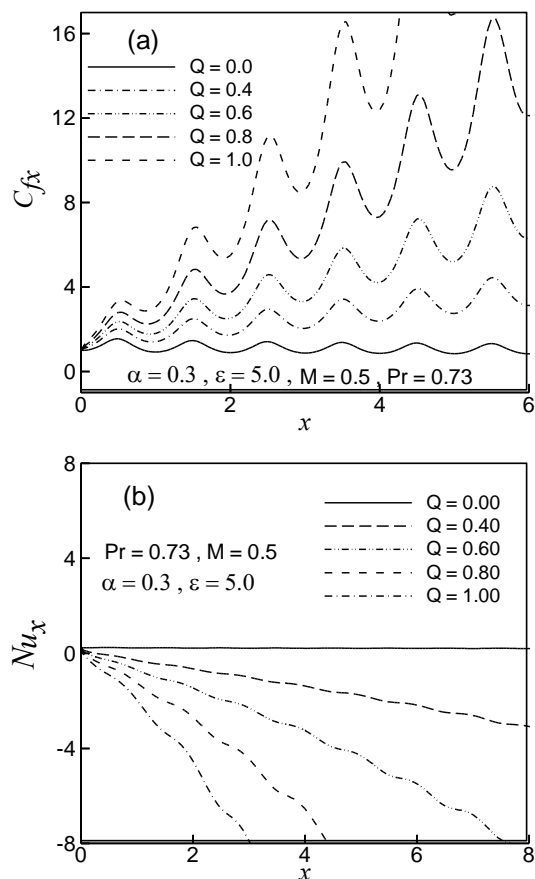 (a)
Q = 0.0
Q = 0.4
Q = 0.6
Q = 0.8
Q = 1.0
16
12
8
4
0
C_fx
α = 0.3 , ε = 5.0 , M = 0.5 , Pr = 0.73
0 2 4 6
x
(b)
Q = 0.00
Q = 0.40
Q = 0.60
Q = 0.80
Q = 1.00
Pr = 0.73 , M = 0.5
α = 0.3 , ε = 5.0
8
4
0
-4
-8
Nu_x
0 2 4 6 8
x